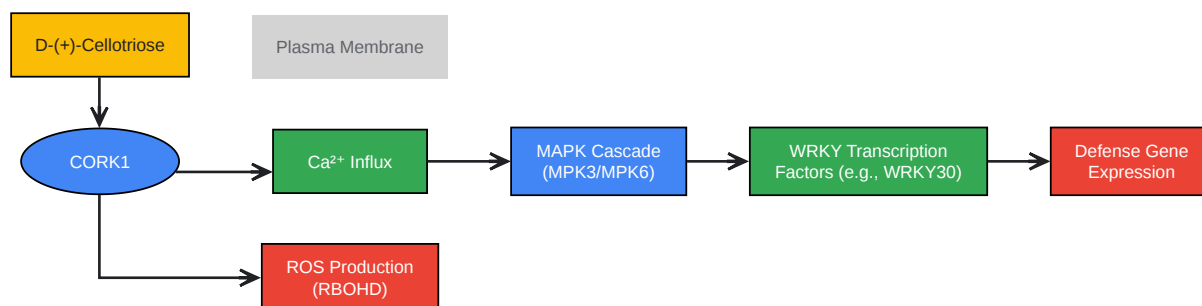 D-(+)-Cellotriose
Plasma Membrane
CORK1
Ca²⁺ Influx
MAPK Cascade
(MPK3/MPK6)
WRKY Transcription
Factors (e.g., WRKY30)
Defense Gene
Expression
ROS Production
(RBOHD)